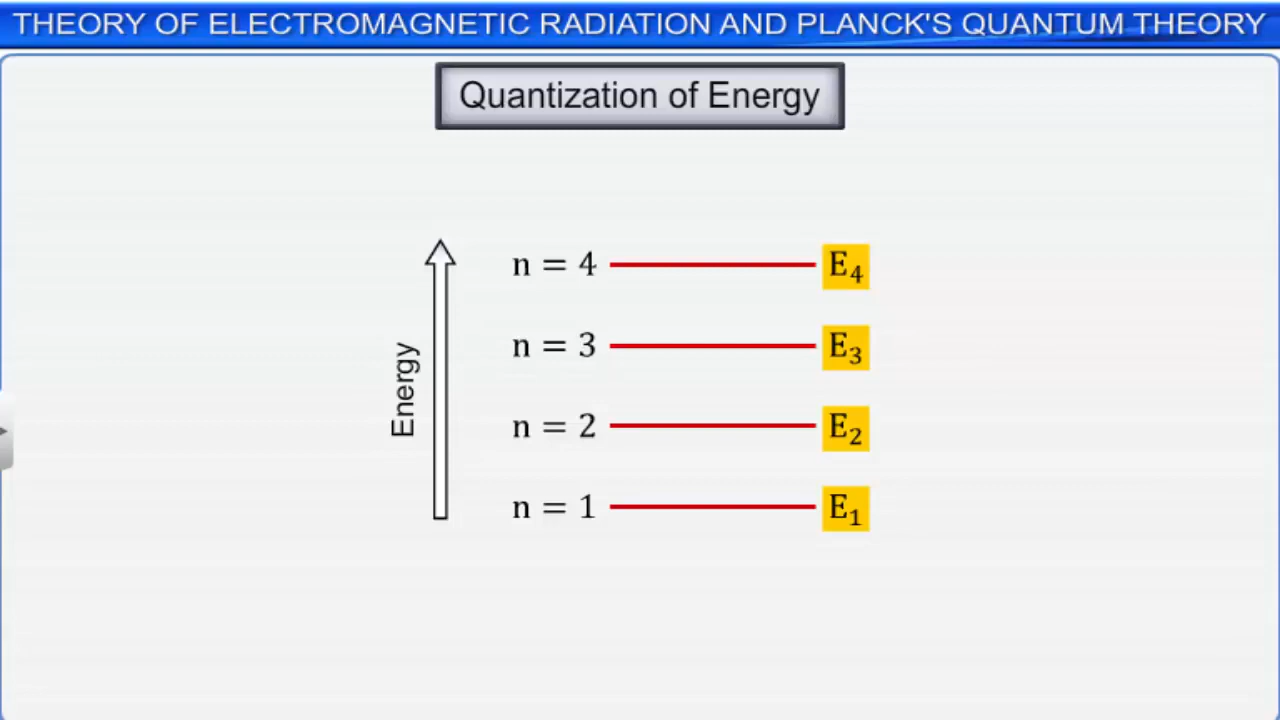 THEORY OF ELECTROMAGNETIC RADIATION AND PLANCK'S QUANTUM THEORY
Quantization of Energy
Energy
n = 4 E₄
n = 3 E₃
n = 2 E₂
n = 1 E₁